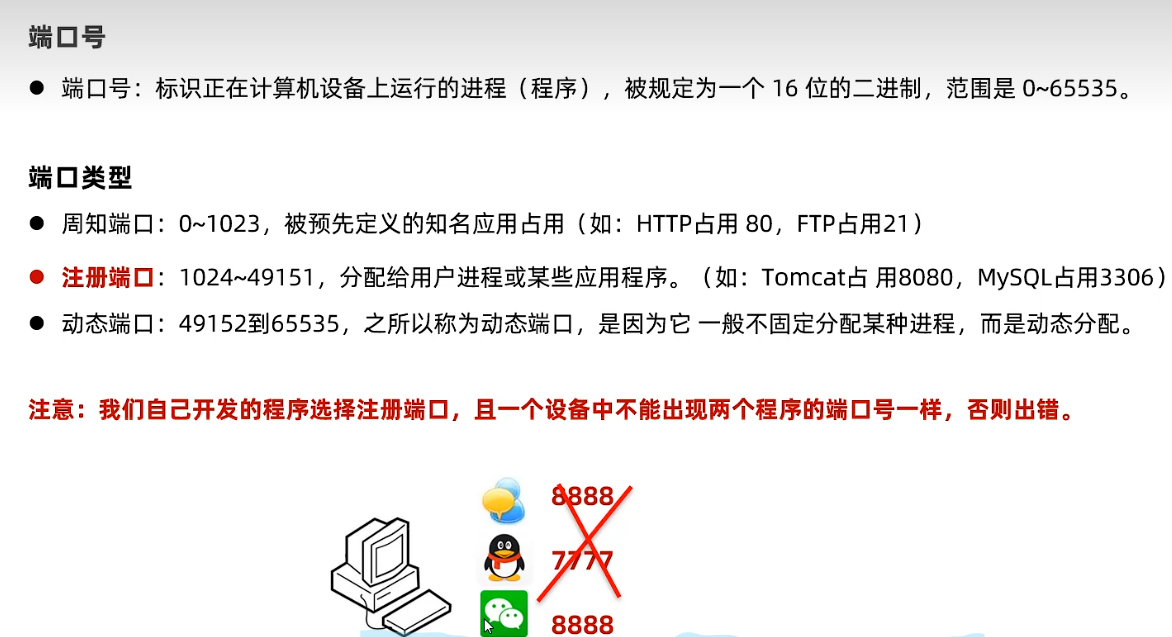 端口号
● 端口号：标识正在计算机设备上运行的进程（程序），被规定为一个 16 位的二进制，范围是 0~65535。
端口类型
● 周知端口：0~1023，被预先定义的知名应用占用（如：HTTP占用 80，FTP占用21）
● 注册端口：1024~49151，分配给用户进程或某些应用程序。（如：Tomcat占 用8080，MySQL占用3306）
● 动态端口：49152到65535，之所以称为动态端口，是因为它 一般不固定分配某种进程，而是动态分配。
注意：我们自己开发的程序选择注册端口，且一个设备中不能出现两个程序的端口号一样，否则出错。
8888
7777
8888